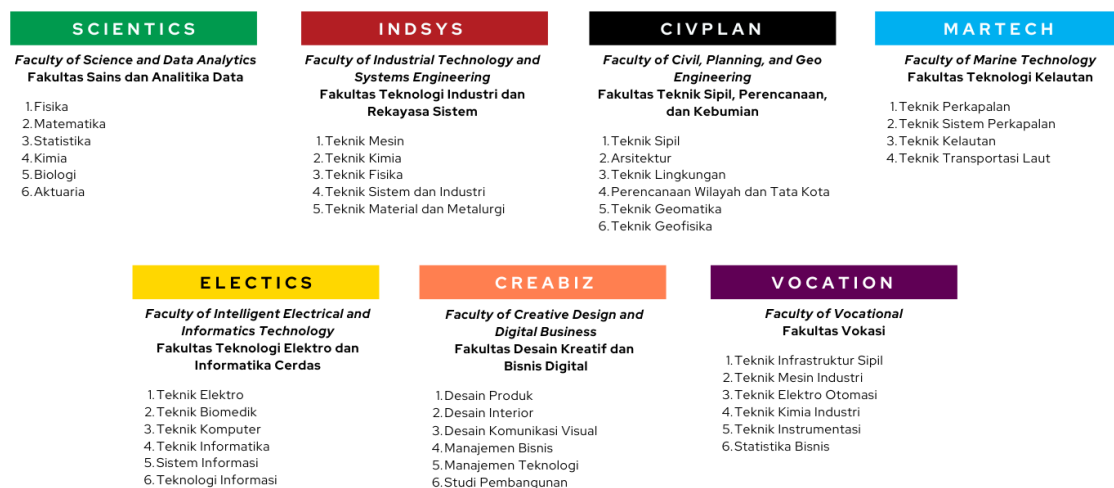 SCIENTICS
Faculty of Science and Data Analytics
Fakultas Sains dan Analitika Data
1. Fisika
2. Matematika
3. Statistika
4. Kimia
5. Biologi
6. Aktuaria
INDSYS
Faculty of Industrial Technology and
Systems Engineering
Fakultas Teknologi Industri dan
Rekayasa Sistem
1. Teknik Mesin
2. Teknik Kimia
3. Teknik Fisika
4. Teknik Sistem dan Industri
5. Teknik Material dan Metalurgi
CIVPLAN
Faculty of Civil, Planning, and Geo
Engineering
Fakultas Teknik Sipil, Perencanaan,
dan Kebumian
1. Teknik Sipil
2. Arsitektur
3. Teknik Lingkungan
4. Perencanaan Wilayah dan Tata Kota
5. Teknik Geomatika
6. Teknik Geofisika
MARTECH
Faculty of Marine Technology
Fakultas Teknologi Kelautan
1. Teknik Perkapalan
2. Teknik Sistem Perkapalan
3. Teknik Kelautan
4. Teknik Transportasi Laut
ELECTICS
Faculty of Intelligent Electrical and
Informatics Technology
Fakultas Teknologi Elektro dan
Informatika Cerdas
1. Teknik Elektro
2. Teknik Biomedik
3. Teknik Komputer
4. Teknik Informatika
5. Sistem Informasi
6. Teknologi Informasi
CREABIZ
Faculty of Creative Design and
Digital Business
Fakultas Desain Kreatif dan
Bisnis Digital
1. Desain Produk
2. Desain Interior
3. Desain Komunikasi Visual
4. Manajemen Bisnis
5. Manajemen Teknologi
6. Studi Pembangunan
VOCATION
Faculty of Vocational
Fakultas Vokasi
1. Teknik Infrastruktur Sipil
2. Teknik Mesin Industri
3. Teknik Elektro Otomasi
4. Teknik Kimia Industri
5. Teknik Instrumentasi
6. Statistika Bisnis